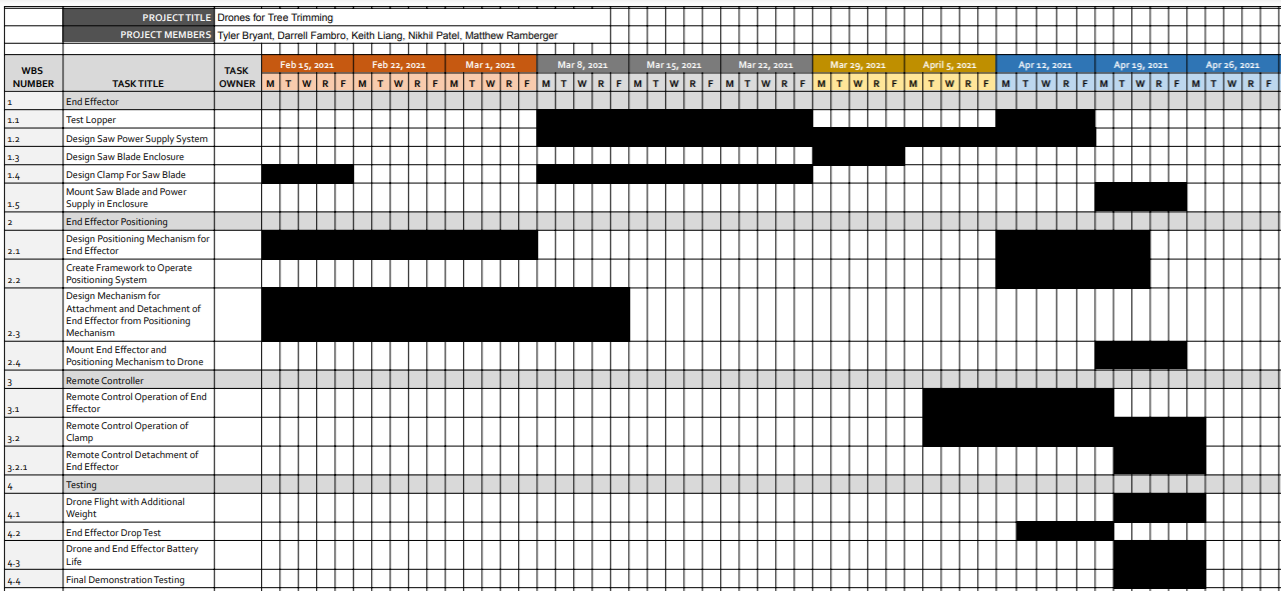 PROJECT TITLE Drones for Tree Trimming
PROJECT MEMBERS Tyler Bryant, Darrell Fambro, Keith Liang, Nikhil Patel, Matthew Ramberger
WBS NUMBER TASK TITLE TASK OWNER Feb 15, 2021 Feb 22, 2021 Mar 1, 2021 Mar 8, 2021 Mar 15, 2021 Mar 22, 2021 Mar 29, 2021 April 5, 2021 Apr 12, 2021 Apr 19, 2021 Apr 26, 2021
M T W R F M T W R F M T W R F M T W R F M T W R F M T W R F M T W R F M T W R F M T W R F M T W R F M T W R F
1 End Effector
1.1 Test Lopper
1.2 Design Saw Power Supply System
1.3 Design Saw Blade Enclosure
1.4 Design Clamp For Saw Blade
Mount Saw Blade and Power
1.5 Supply in Enclosure
2 End Effector Positioning
Design Positioning Mechanism for
2.1 End Effector
Create Framework to Operate
2.2 Positioning System
Design Mechanism for
Attachment and Detachment of
End Effector from Positioning
2.3 Mechanism
Mount End Effector and
2.4 Positioning Mechanism to Drone
3 Remote Controller
Remote Control Operation of End
3.1 Effector
Remote Control Operation of
3.2 Clamp
Remote Control Detachment of
3.2.1 End Effector
4 Testing
Drone Flight with Additional
4.1 Weight
4.2 End Effector Drop Test
Drone and End Effector Battery
4.3 Life
4.4 Final Demonstration Testing